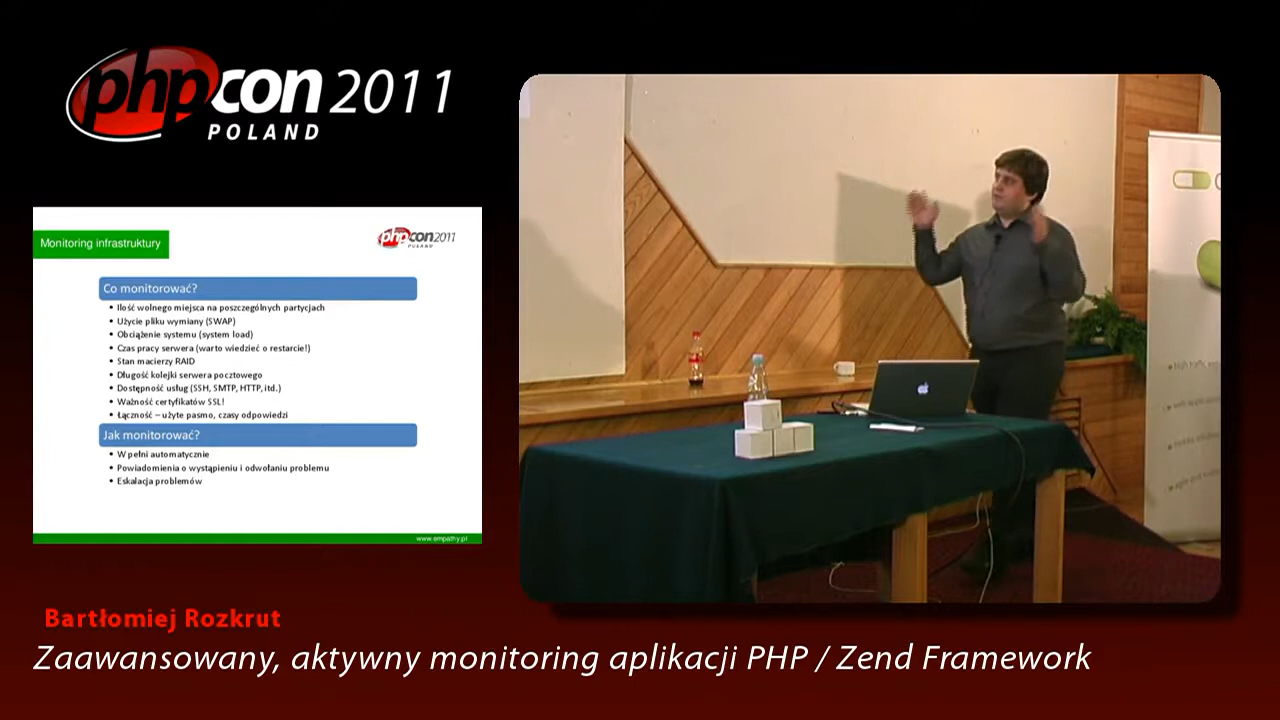 phpcon 2011
POLAND
Monitoring infrastruktury
phpcon2011
POLAND
Co monitorować?
• Ilość wolnego miejsca na poszczególnych partycjach
• Użycie pliku wymiany (SWAP)
• Obciążenie systemu (system load)
• Czas pracy serwera (warto wiedzieć o restarcie!)
• Stan macierzy RAID
• Długość kolejki serwera pocztowego
• Dostępność usług (SSH, SMTP, HTTP, itd.)
• Ważność certyfikatów SSL!
• Łączność – użyte pasmo, czasy odpowiedzi
Jak monitorować?
• W pełni automatycznie
• Powiadomienia o wystąpieniu i odwołaniu problemu
• Eskalacja problemów
www.empathy.pl
Bartłomiej Rozkrut
Zaawansowany, aktywny monitoring aplikacji PHP / Zend Framework